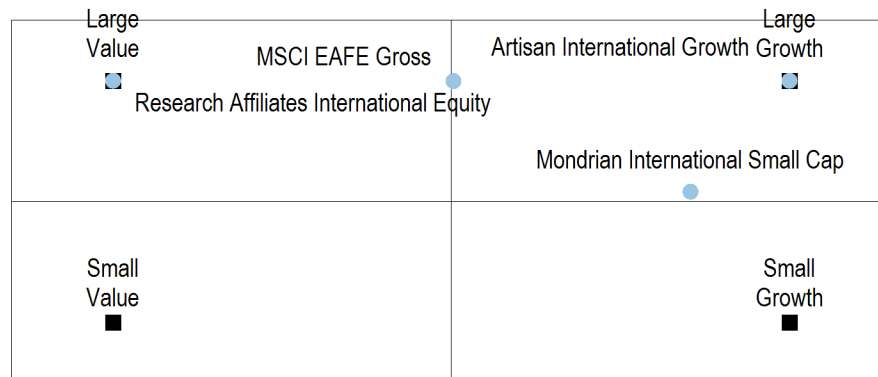 Large
Value
MSCI EAFE Gross
Artisan International Growth
Large
Growth
Research Affiliates International Equity
Mondrian International Small Cap
Small
Value
Small
Growth